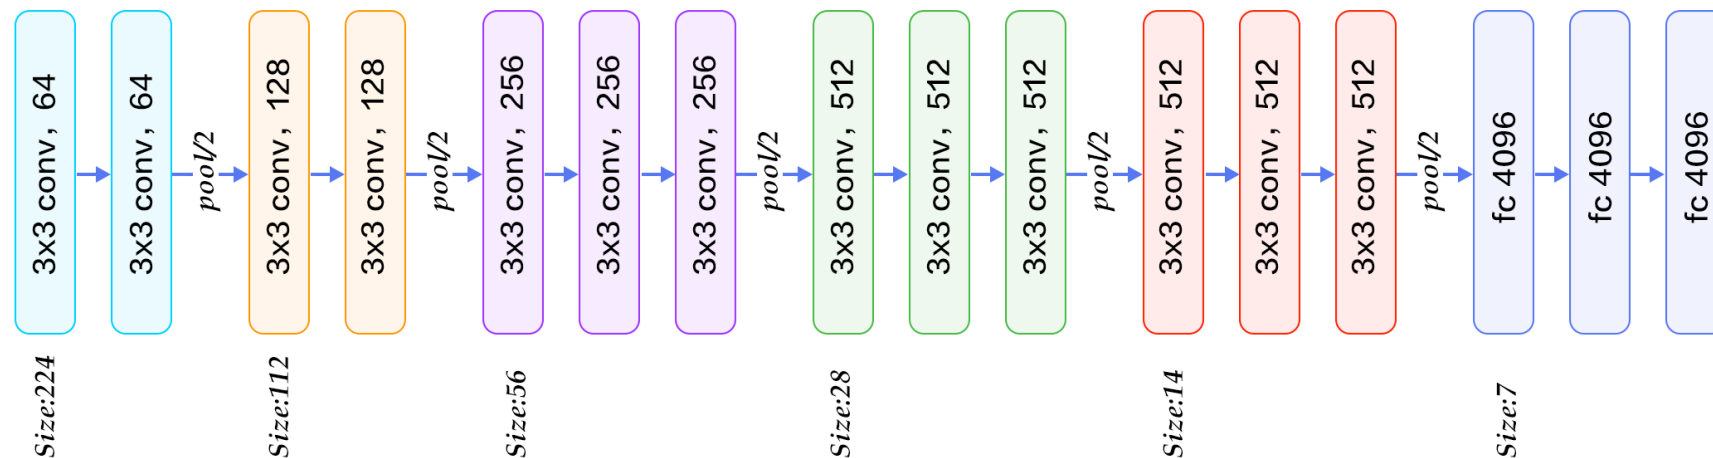 3x3 conv, 64
3x3 conv, 64
pool/2
3x3 conv, 128
3x3 conv, 128
pool/2
3x3 conv, 256
3x3 conv, 256
3x3 conv, 256
pool/2
3x3 conv, 512
3x3 conv, 512
3x3 conv, 512
pool/2
3x3 conv, 512
3x3 conv, 512
3x3 conv, 512
pool/2
fc 4096
fc 4096
fc 4096
Size:224
Size:112
Size:56
Size:28
Size:14
Size:7